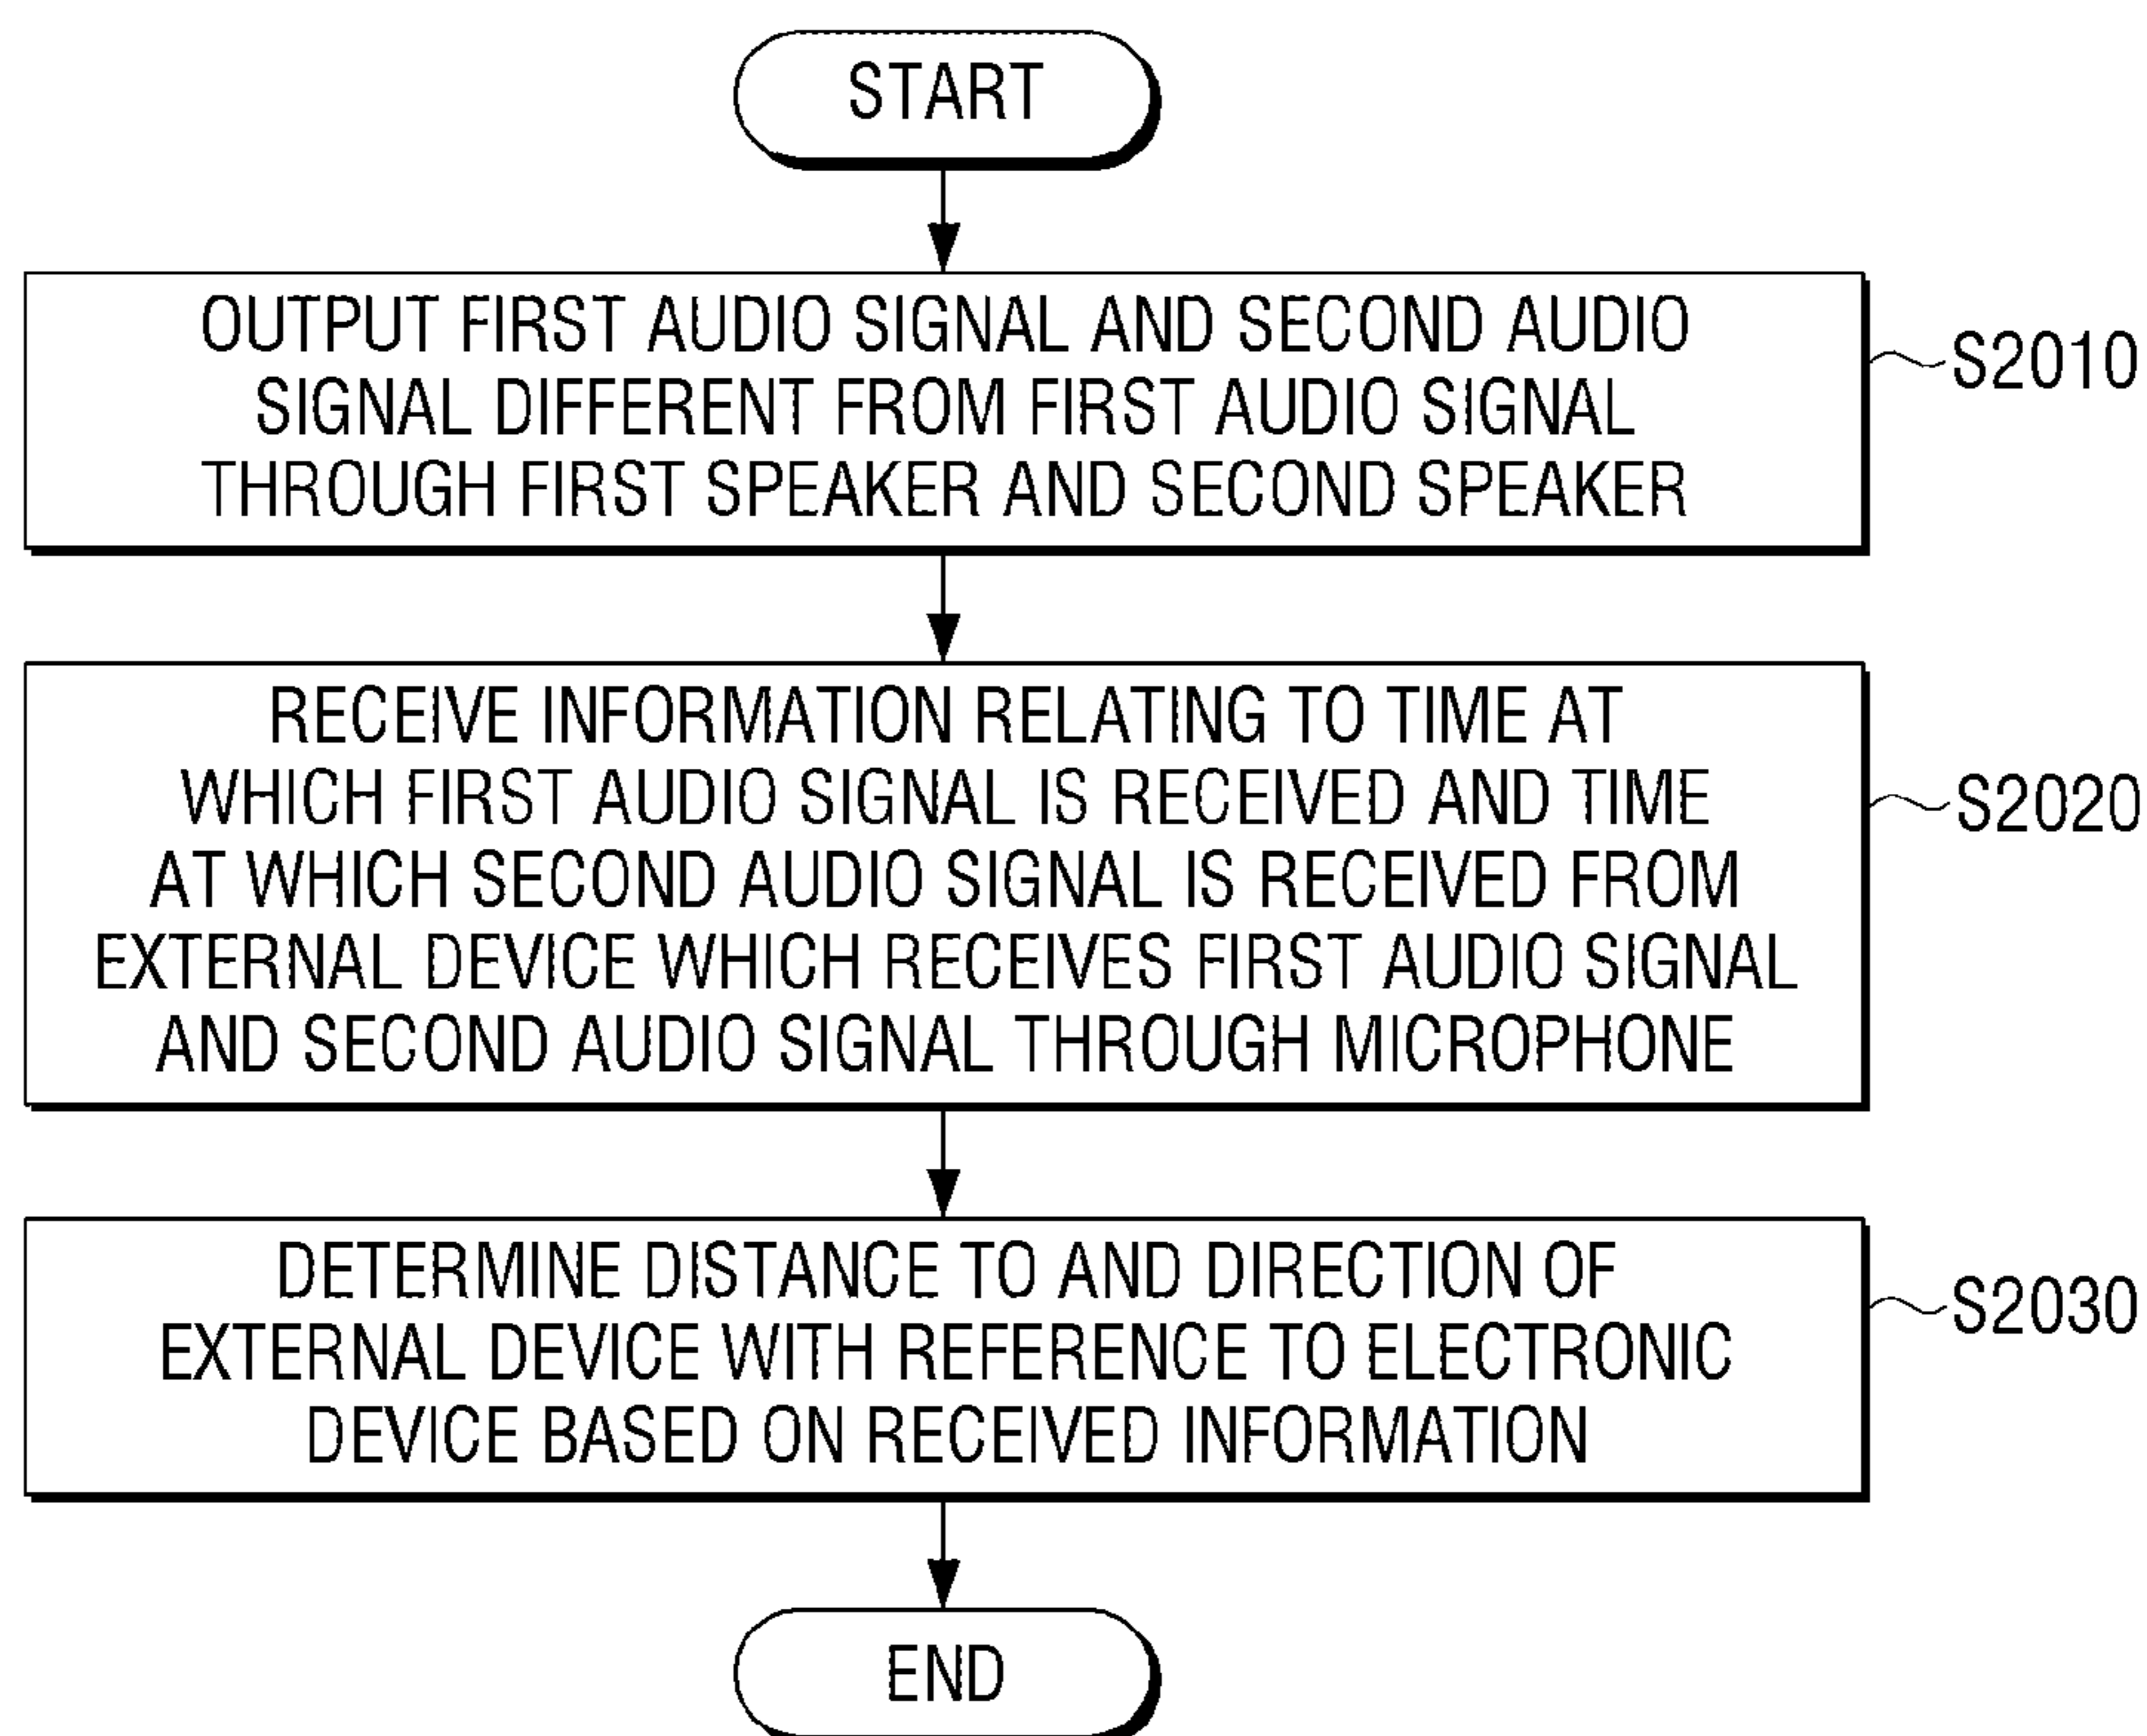 START
OUTPUT FIRST AUDIO SIGNAL AND SECOND AUDIO
SIGNAL DIFFERENT FROM FIRST AUDIO SIGNAL
THROUGH FIRST SPEAKER AND SECOND SPEAKER
S2010
RECEIVE INFORMATION RELATING TO TIME AT
WHICH FIRST AUDIO SIGNAL IS RECEIVED AND TIME
AT WHICH SECOND AUDIO SIGNAL IS RECEIVED FROM
EXTERNAL DEVICE WHICH RECEIVES FIRST AUDIO SIGNAL
AND SECOND AUDIO SIGNAL THROUGH MICROPHONE
S2020
DETERMINE DISTANCE TO AND DIRECTION OF
EXTERNAL DEVICE WITH REFERENCE TO ELECTRONIC
DEVICE BASED ON RECEIVED INFORMATION
S2030
END